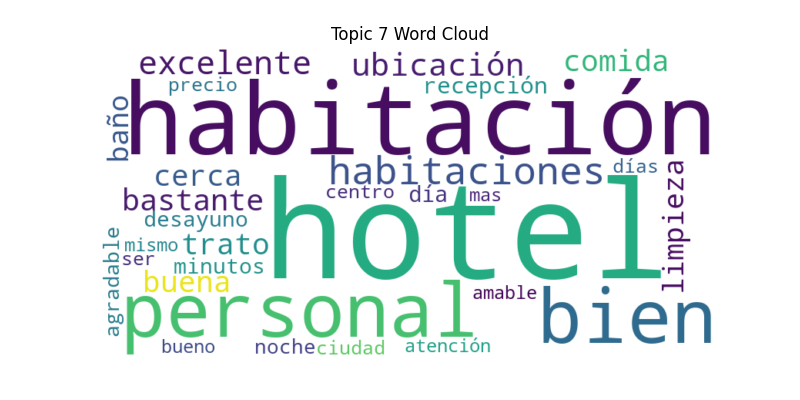 Topic 7 Word Cloud
excelente ubicación comida
precio recepción
baño habitación
cerca habitaciones días
bastante centro día mas limpieza
desayuno hotel
mismo trato
ser minutos
agradable buena
personal amable bien
bueno noche ciudad atención